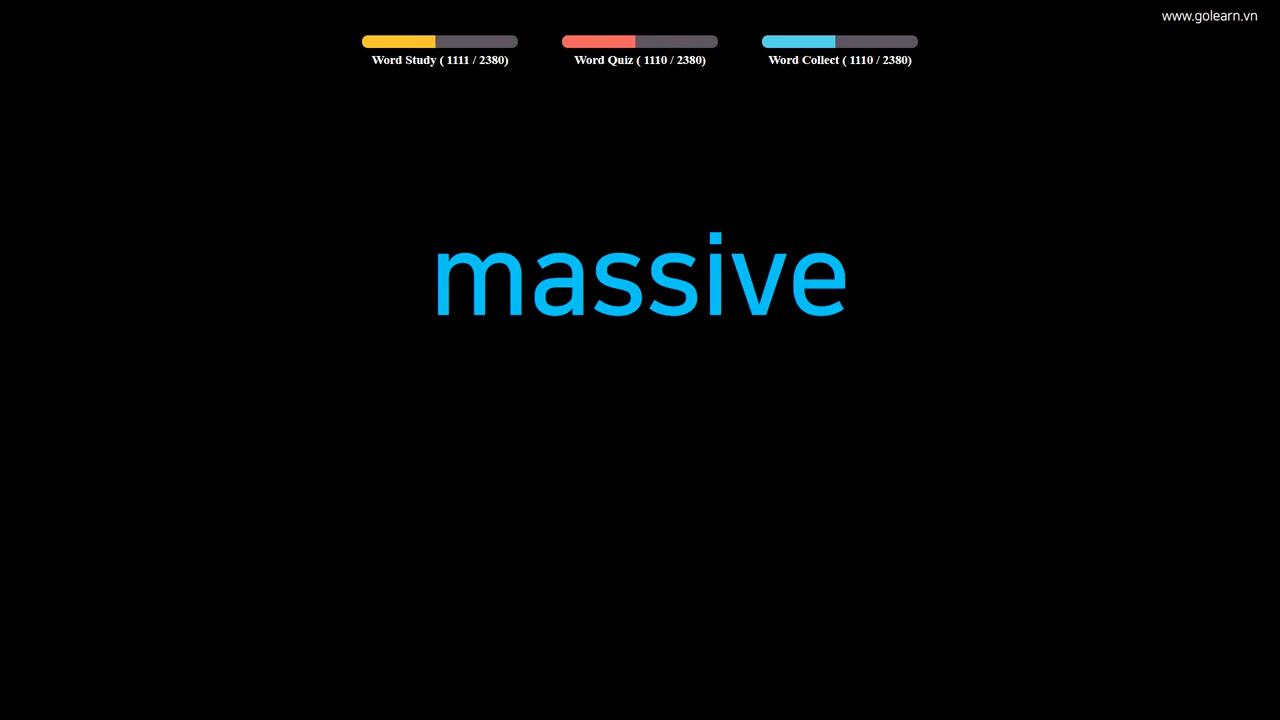 www.golearn.vn
Word Study ( 1111 / 2380)
Word Quiz ( 1110 / 2380)
Word Collect ( 1110 / 2380)
massive